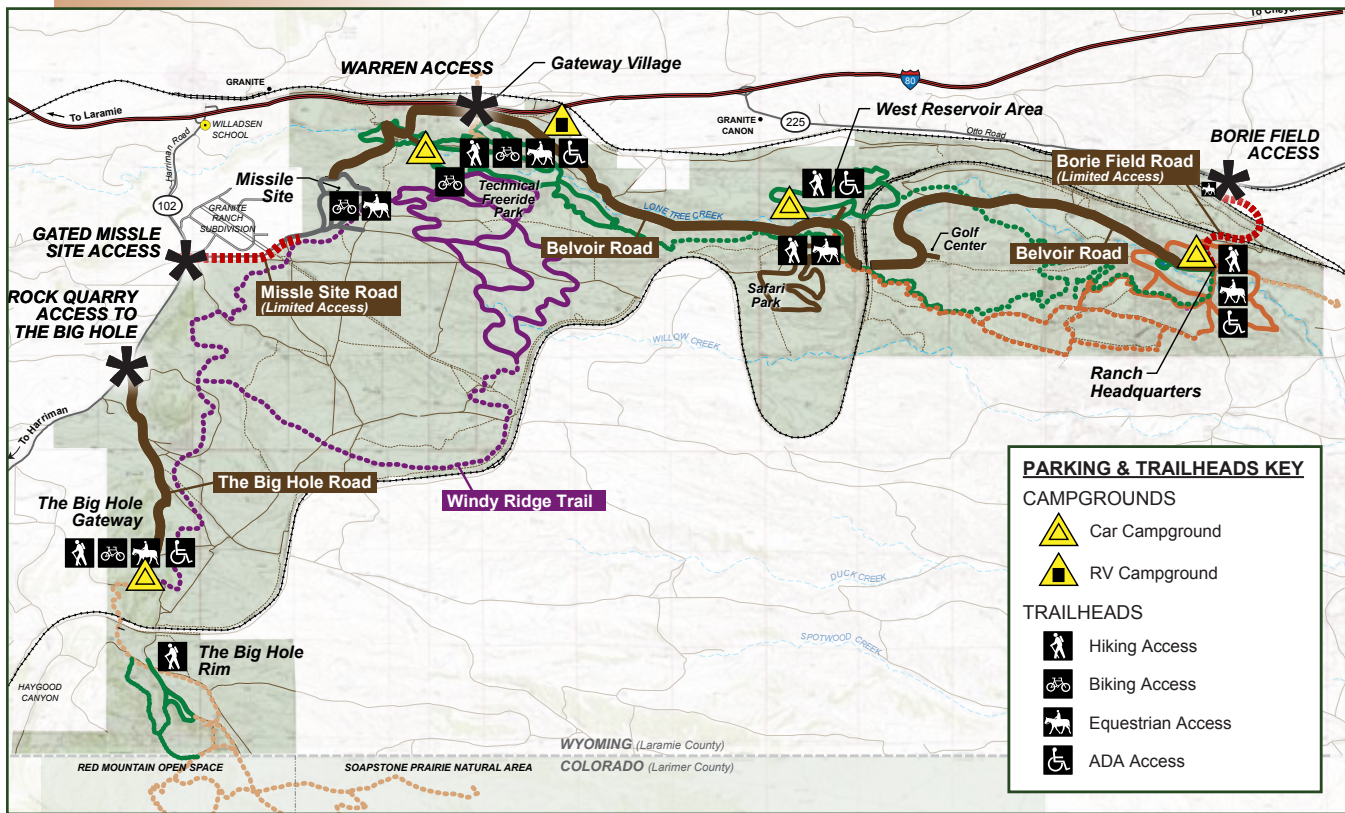 To Cheyen
WARREN ACCESS
Gateway Village
GRANITE
80
To Laramie
WILLADSEN
SCHOOL
Harriman Road
West Reservoir Area
GRANITE
CANON
225
Otto Road
BORIE FIELD
ACCESS
Borie Field Road
(Limited Access)
Missile
Site
Technical
Freeride
Park
102
GRANITE
RANCH
SUBDIVISION
LONE TREE CREEK
GATED MISSLE
SITE ACCESS
Belvoir Road
Golf
Center
Belvoir Road
Missle Site Road
(Limited Access)
Safari
Park
ROCK QUARRY
ACCESS TO
THE BIG HOLE
WILLOW CREEK
Ranch
Headquarters
To Harriman
The Big Hole Road
Windy Ridge Trail
The Big Hole
Gateway
DUCK CREEK
SPOTWOOD CREEK
The Big Hole
Rim
HAYGOOD
CANYON
WYOMING (Laramie County)
RED MOUNTAIN OPEN SPACE
SOAPSTONE PRAIRIE NATURAL AREA
COLORADO (Larimer County)
PARKING & TRAILHEADS KEY
CAMPGROUNDS
Car Campground
RV Campground
TRAILHEADS
Hiking Access
Biking Access
Equestrian Access
ADA Access